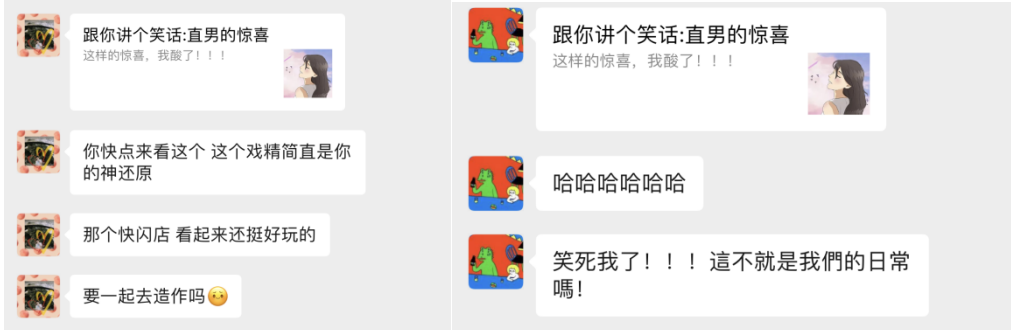 跟你讲个笑话:直男的惊喜
这样的惊喜，我酸了！！！
你快点来看这个 这个戏精简直是你
的神还原
那个快闪店 看起来还挺好玩的
要一起去造作吗
跟你讲个笑话:直男的惊喜
这样的惊喜，我酸了！！！
哈哈哈哈哈哈
笑死我了！！！這不就是我們的日常
嗎!